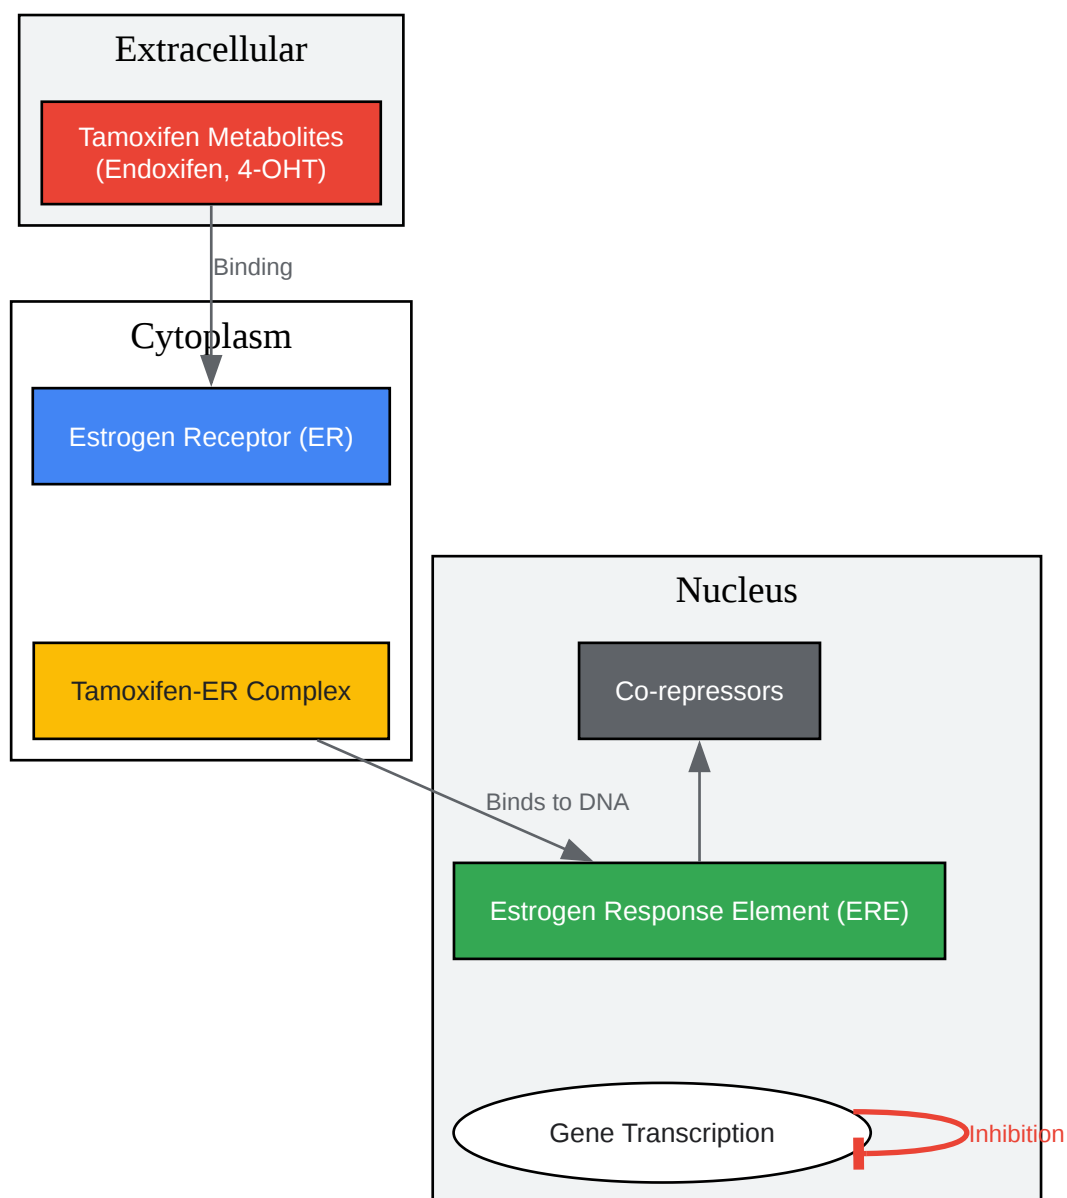 Extracellular
Tamoxifen Metabolites
(Endoxifen, 4-OHT)
Binding
Cytoplasm
Estrogen Receptor (ER)
Nucleus
Tamoxifen-ER Complex
Co-repressors
Binds to DNA
Estrogen Response Element (ERE)
Gene Transcription
Inhibition